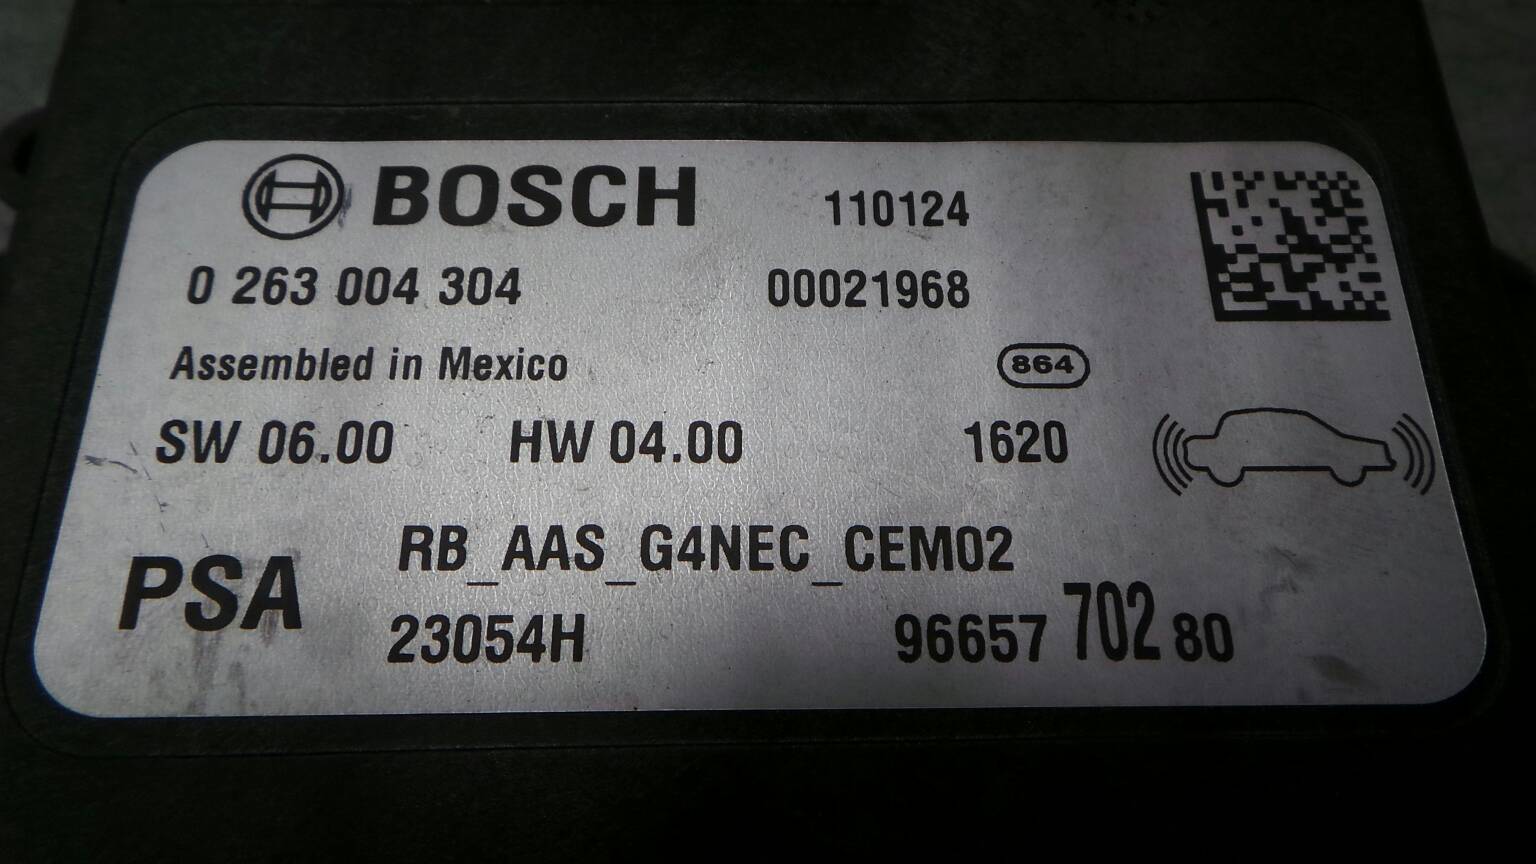 BOSCH 110124
0 263 004 304 00021968
Assembled in Mexico 864
SW 06.00 HW 04.00 1620
RB_AAS_G4NEC_CEM02
PSA
23054H 96657 702 80